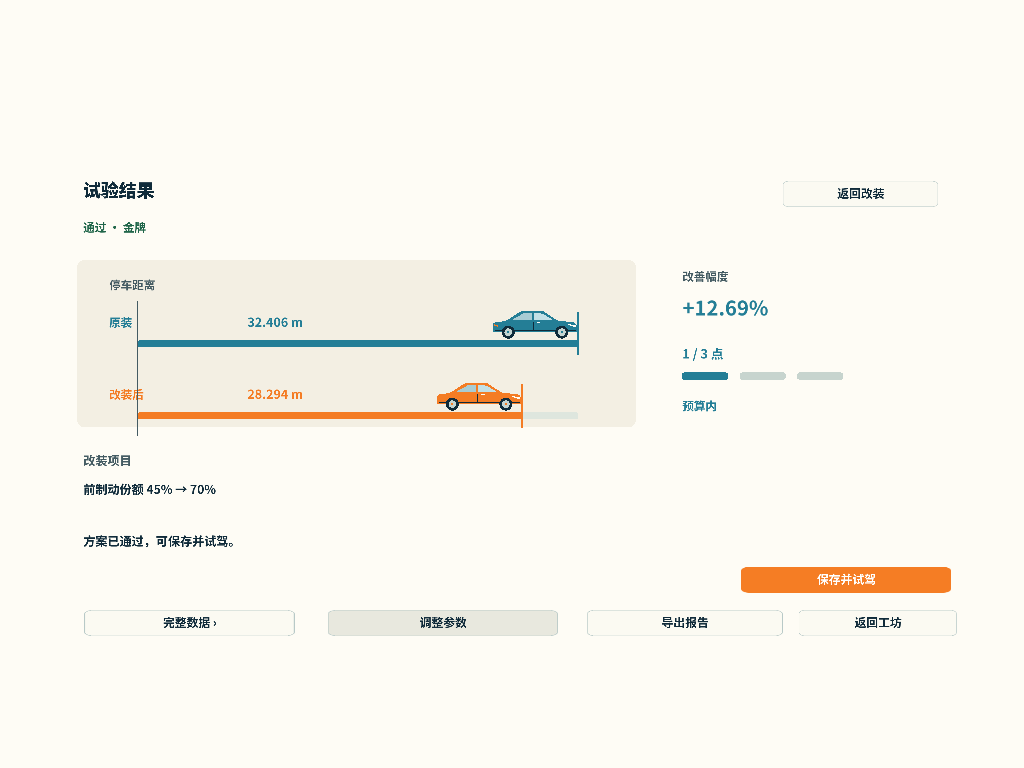 试验结果
返回改装
通过 · 金牌
停车距离
原装 32.406 m
改装后 28.294 m
改善幅度
+12.69%
1 / 3 点
预算内
改装项目
前制动份额 45% → 70%
方案已通过，可保存并试驾。
保存并试驾
完整数据 ›
调整参数
导出报告
返回工坊